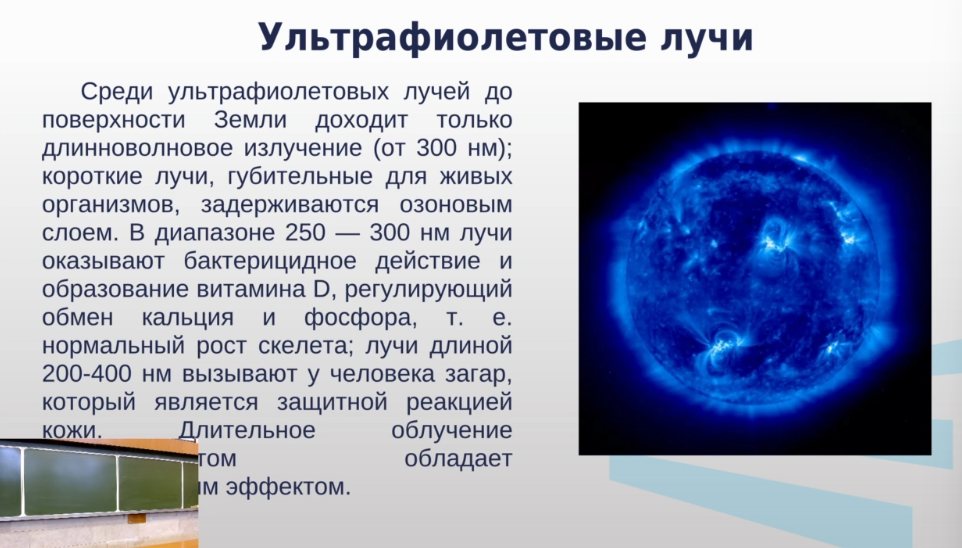 Ультрафиолетовые лучи
Среди ультрафиолетовых лучей до
поверхности Земли доходит только
длинноволновое излучение (от 300 нм);
короткие лучи, губительные для живых
организмов, задерживаются озоновым
слоем. В диапазоне 250 — 300 нм лучи
оказывают бактерицидное действие и
образование витамина D, регулирующий
обмен кальция и фосфора, т. е.
нормальный рост скелета; лучи длиной
200-400 нм вызывают у человека загар,
который является защитной реакцией
кожи. Длительное облучение
обладает
эффектом.